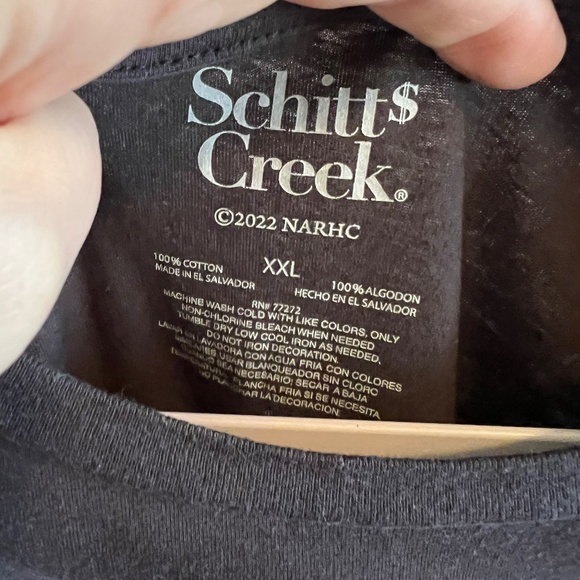 Schitt$
Creek®
©2022 NARHC
100% COTTON XXL 100% ALGODON
MADE IN EL SALVADOR HECHO EN EL SALVADOR
RN# 77272
MACHINE WASH COLD WITH LIKE COLORS, ONLY
NON-CHLORINE BLEACH WHEN NEEDED
TUMBLE DRY LOW COOL IRON AS NEEDED,
DO NOT IRON DECORATION.
LAVAR EN LAVADORA CON AGUA FRIA CON COLORES
USAR BLANQUEADOR SIN CLORO
NECESARIO; SECAR A BAJA
PLANCHA FRIA SI SE NECESITA
LA DECORACION